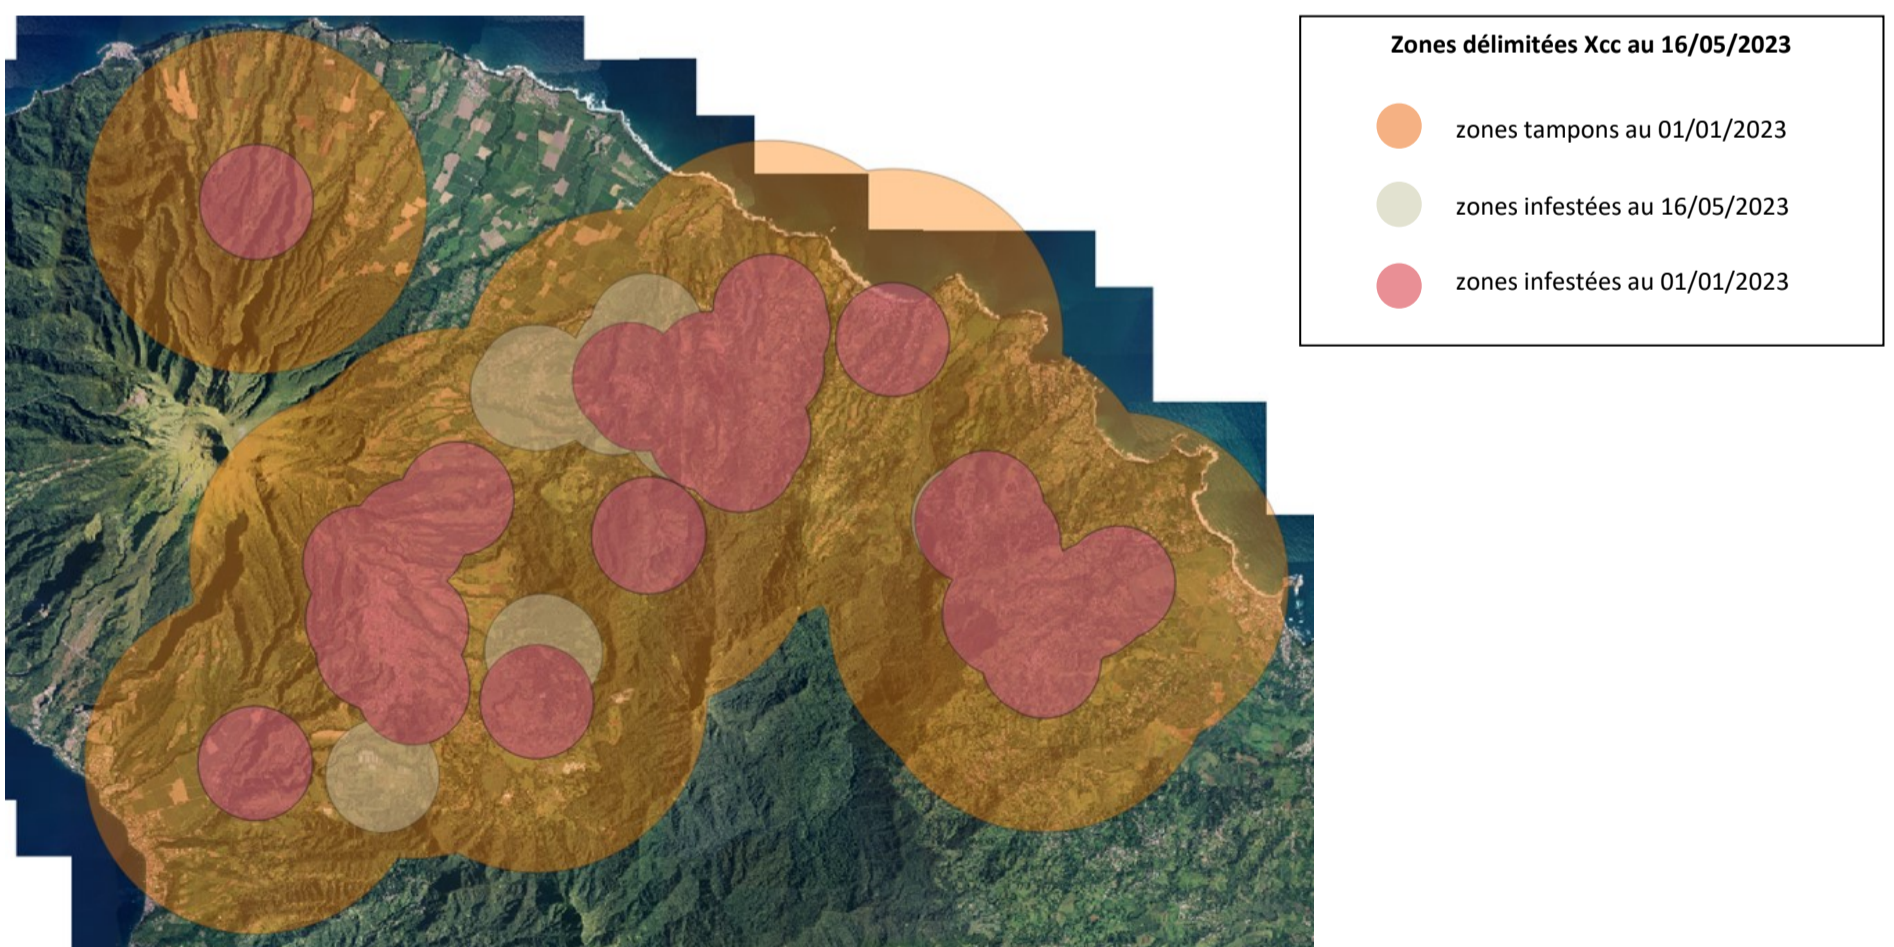 Zones délimitées Xcc au 16/05/2023
zones tampons au 01/01/2023
zones infestées au 16/05/2023
zones infestées au 01/01/2023